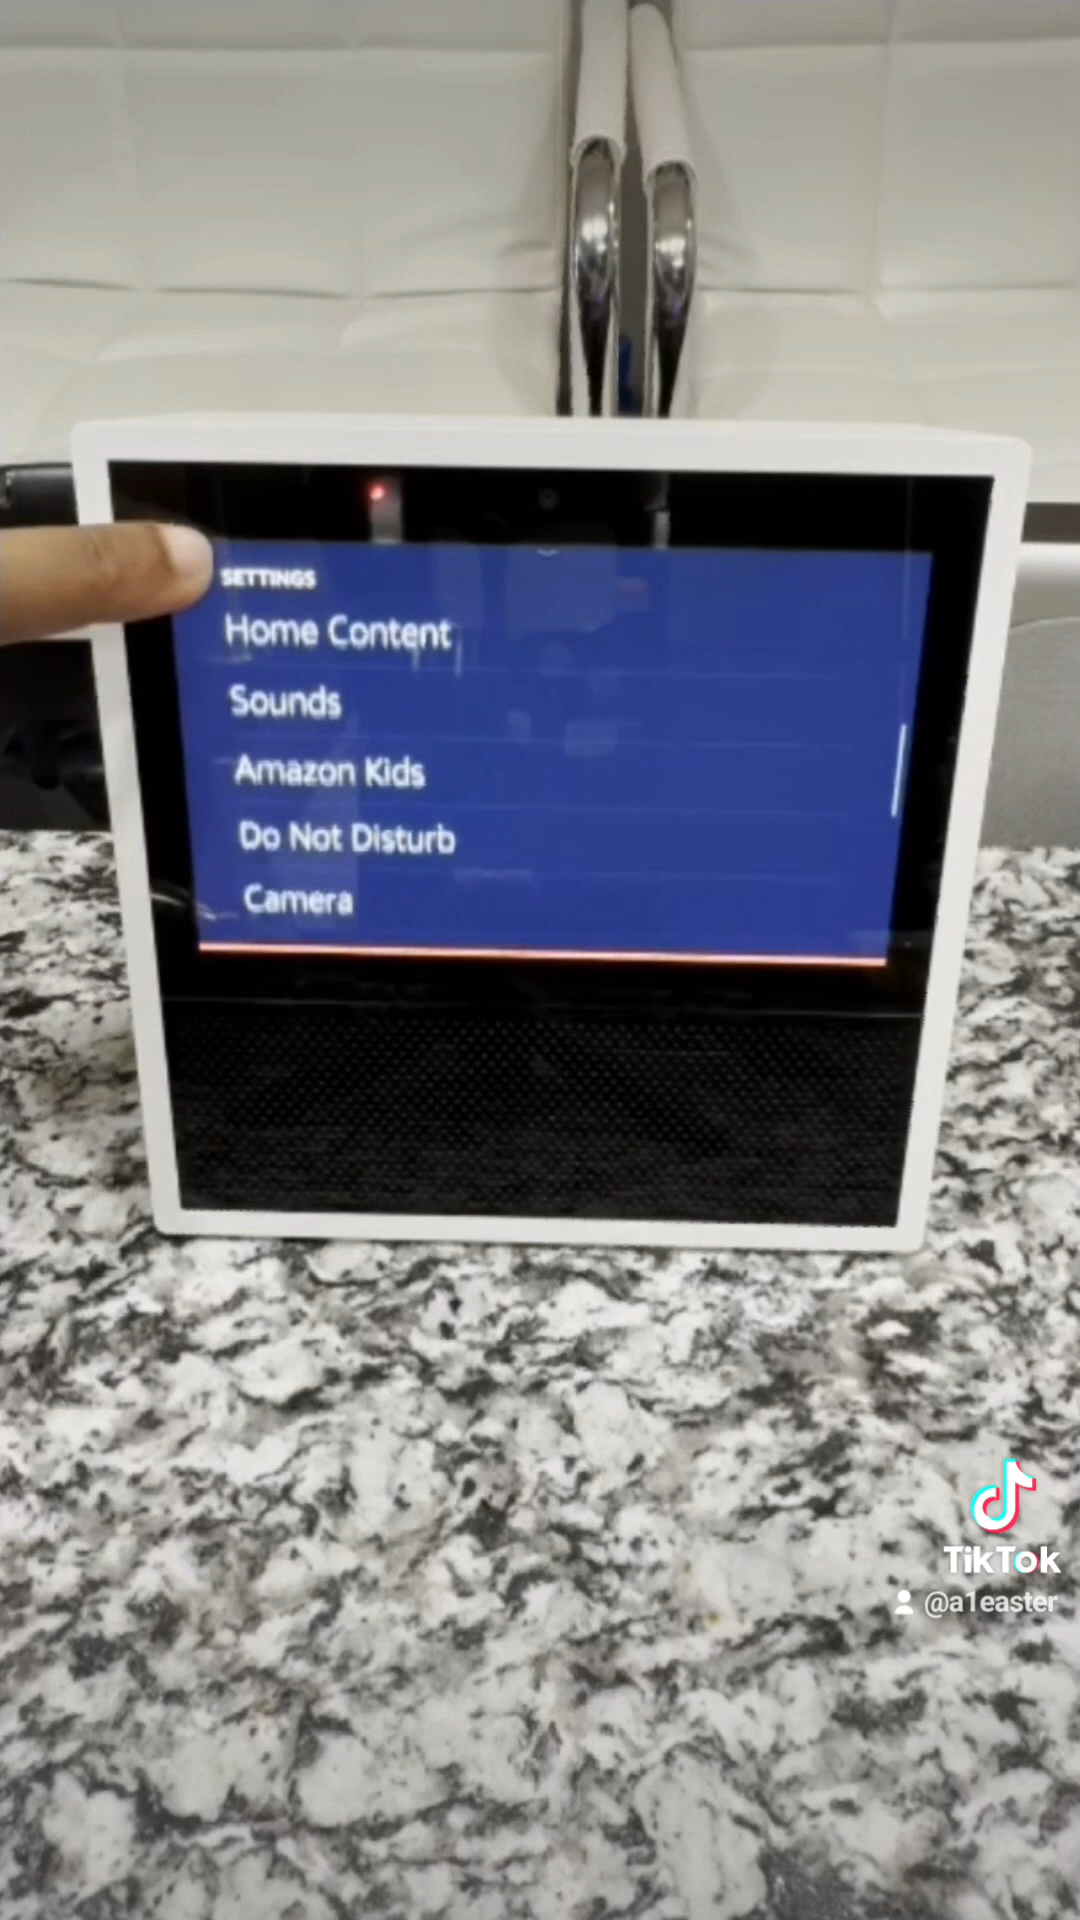 SETTINGS
Home Content
Sounds
Amazon Kids
Do Not Disturb
Camera
TikTok
@a1easter